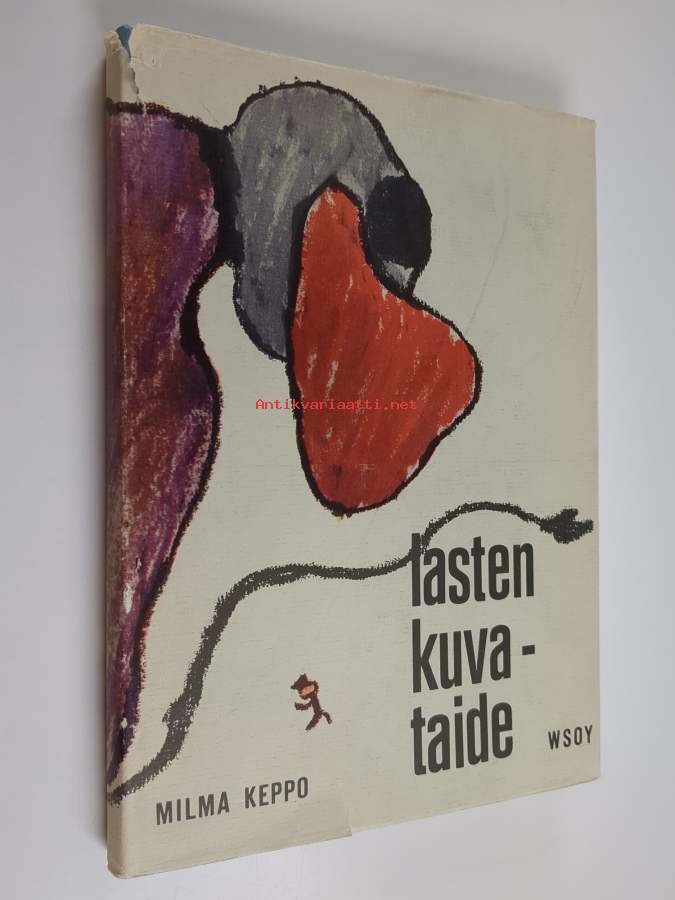 Antikvariaatti.net
lasten
kuva-
taide
WSOY
MILMA KEPPO